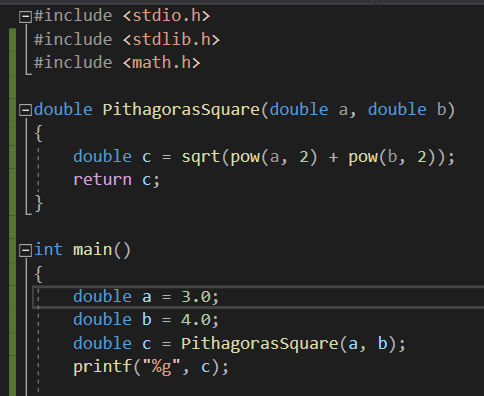 #include <stdio.h>
#include <stdlib.h>
#include <math.h>
double PithagorasSquare(double a, double b)
{
double c = sqrt(pow(a, 2) + pow(b, 2));
return c;
}
int main()
{
double a = 3.0;
double b = 4.0;
double c = PithagorasSquare(a, b);
printf("%g", c);